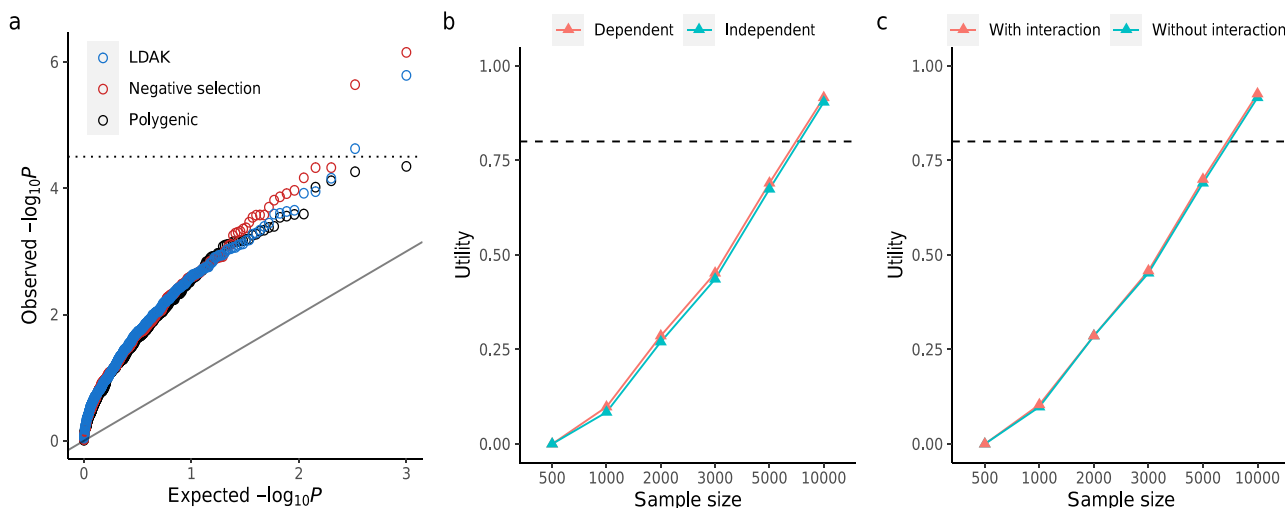 a
LDAK
Negative selection
Polygenic
6
4
2
0
Observed –log10P
0
1
2
3
Expected –log10P
b
Dependent
Independent
1.00
0.75
0.50
0.25
0.00
Utility
500
1000
2000
3000
5000
10000
Sample size
c
With interaction
Without interaction
1.00
0.75
0.50
0.25
0.00
Utility
500
1000
2000
3000
5000
10000
Sample size